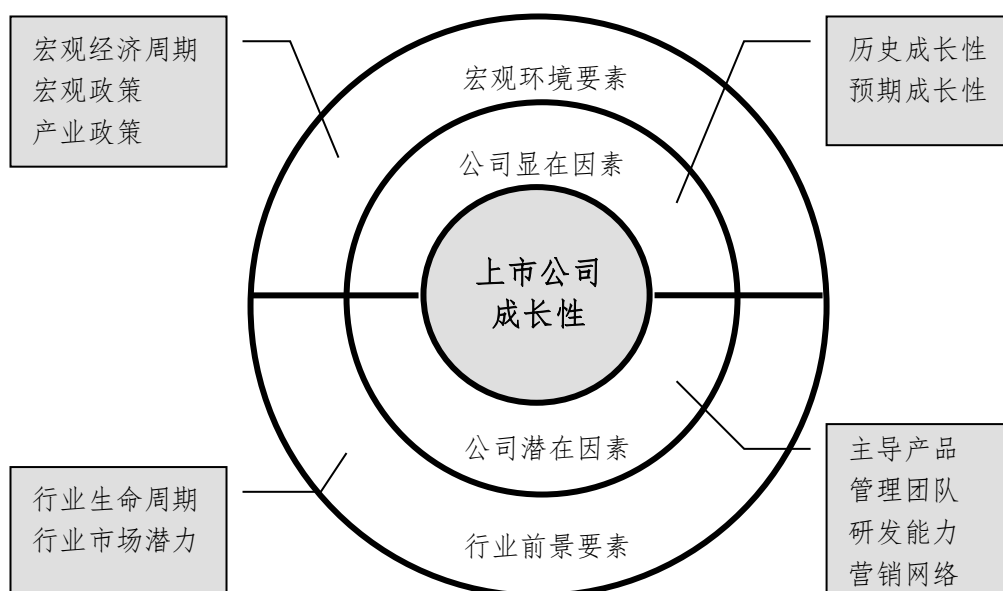 宏观经济周期
宏观政策
产业政策
历史成长性
预期成长性
宏观环境要素
公司显在因素
上市公司
成长性
公司潜在因素
行业前景要素
行业生命周期
行业市场潜力
主导产品
管理团队
研发能力
营销网络